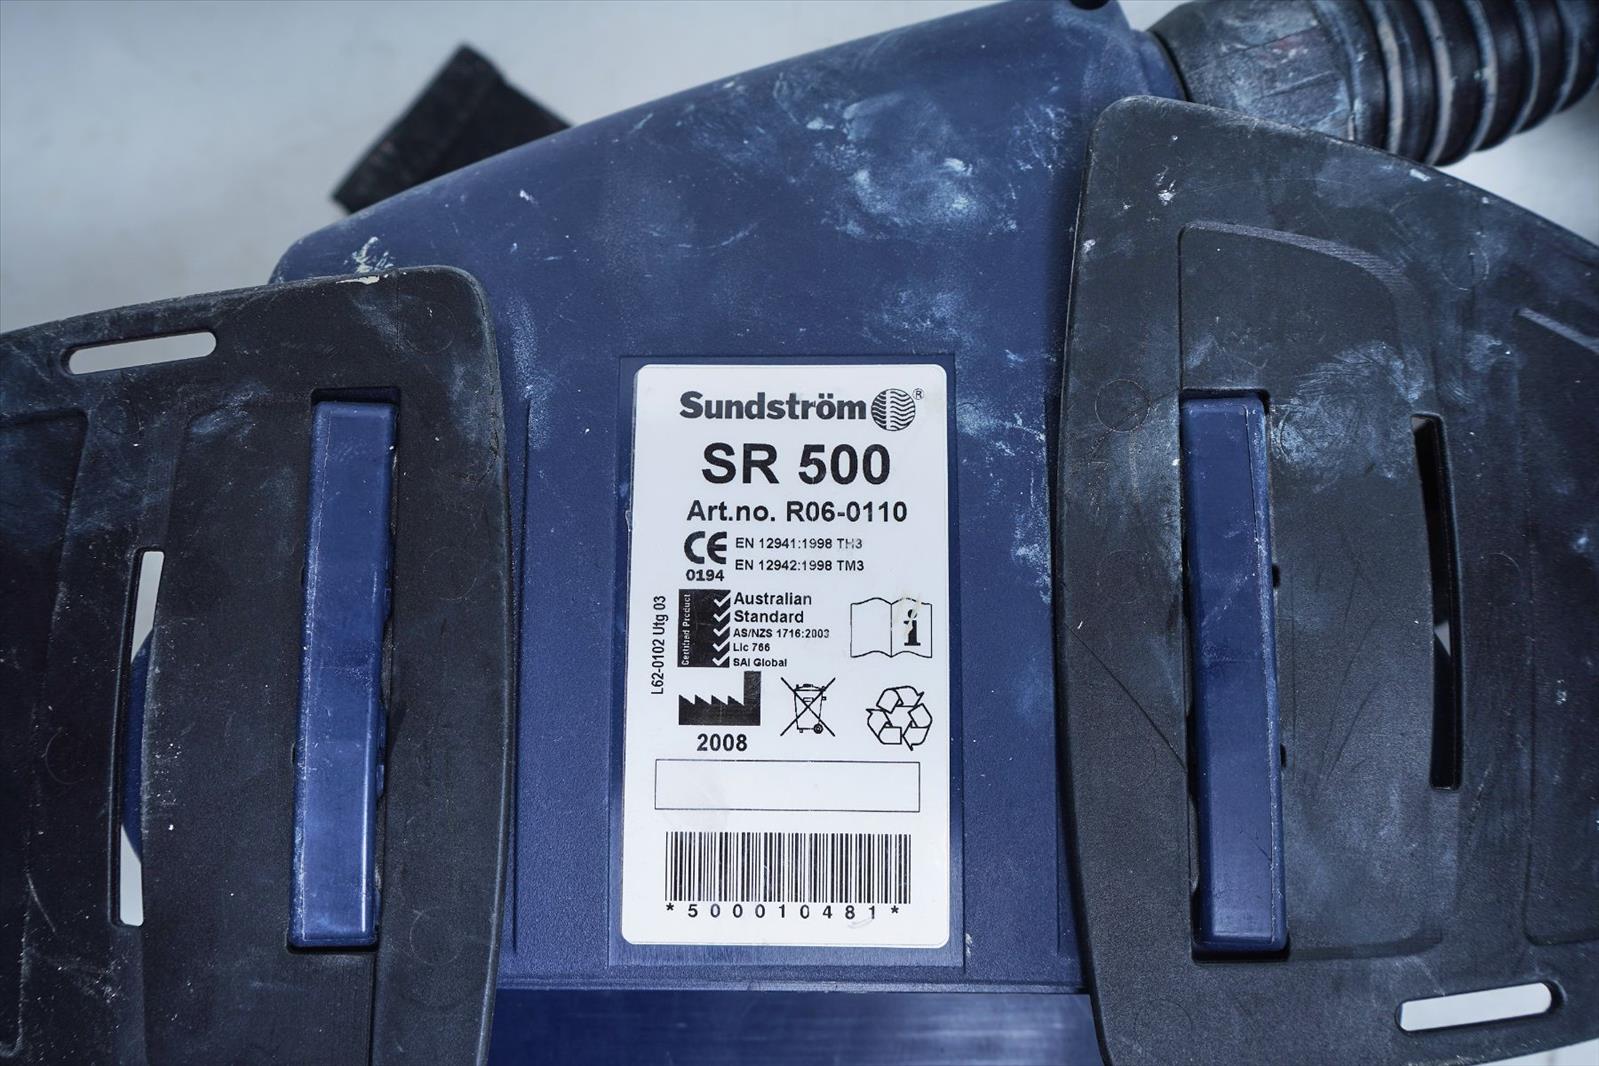 Sundström ®
SR 500
Art.no. R06-0110
CE EN 12941:1998 TH3
0194 EN 12942:1998 TM3
L62-0102 Utg 03
Certified Product
Australian
Standard
AS/NZS 1716:2003
Lic 766
SAI Global
i
2008
*500010481*